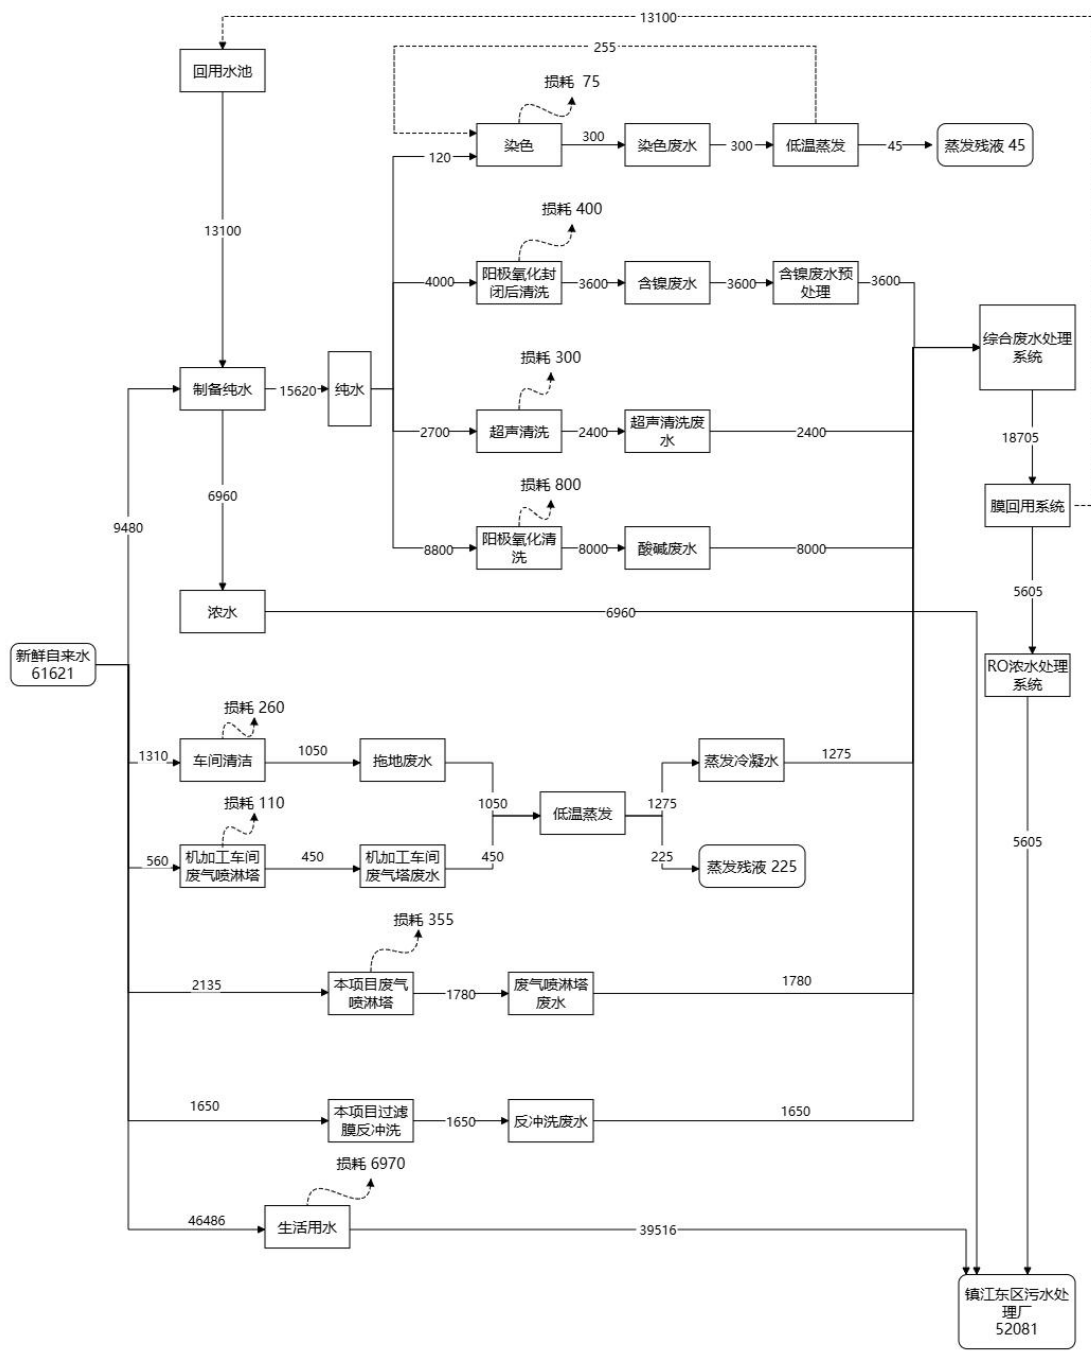 13100
回用水池
255
损耗 75
120
染色
300
染色废水
300
低温蒸发
45
蒸发残液 45
13100
损耗 400
4000
阳极氧化封
闭后清洗
3600
含镍废水
3600
含镍废水预
处理
3600
综合废水处理
系统
制备纯水
15620
纯水
损耗 300
2700
超声清洗
2400
超声清洗废
水
2400
18705
6960
9480
损耗 800
8800
阳极氧化清
洗
8000
酸碱废水
8000
膜回用系统
5605
浓水
6960
新鲜自来水
61621
RO浓水处理
系统
损耗 260
1310
车间清洁
1050
拖地废水
1050
蒸发冷凝水
1275
损耗 110
低温蒸发
1275
560
机加工车间
废气喷淋塔
450
机加工车间
废气塔废水
450
225
蒸发残液 225
5605
损耗 355
2135
本项目废气
喷淋塔
1780
废气喷淋塔
废水
1780
1650
本项目过滤
膜反冲洗
1650
反冲洗废水
1650
损耗 6970
46486
生活用水
39516
镇江东区污水处
理厂
52081